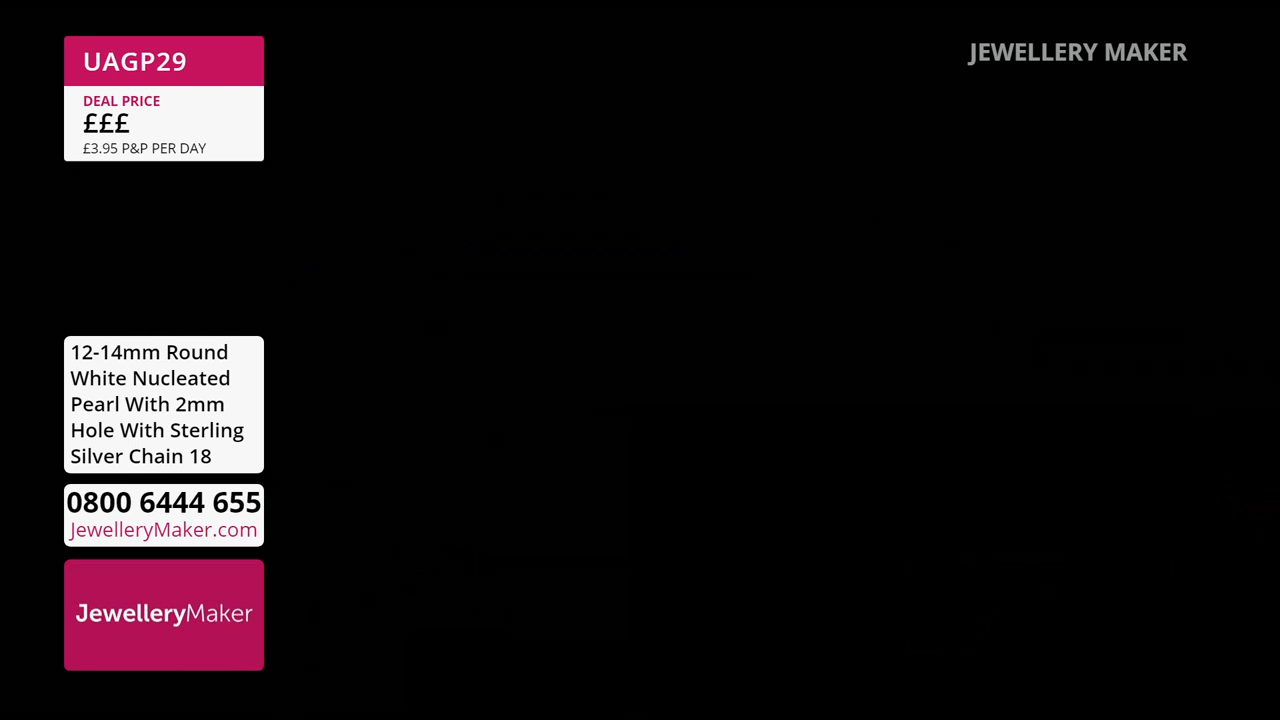 UAGP29
DEAL PRICE
£££
£3.95 P&P PER DAY
JEWELLERY MAKER
12-14mm Round
White Nucleated
Pearl With 2mm
Hole With Sterling
Silver Chain 18
0800 6444 655
JewelleryMaker.com
JewelleryMaker